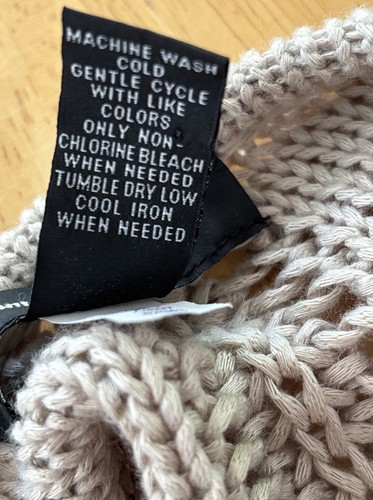 MACHINE WASH
COLD
GENTLE CYCLE
WITH LIKE
COLORS
ONLY NON-
CHLORINE BLEACH
WHEN NEEDED
TUMBLE DRY LOW
COOL IRON
WHEN NEEDED